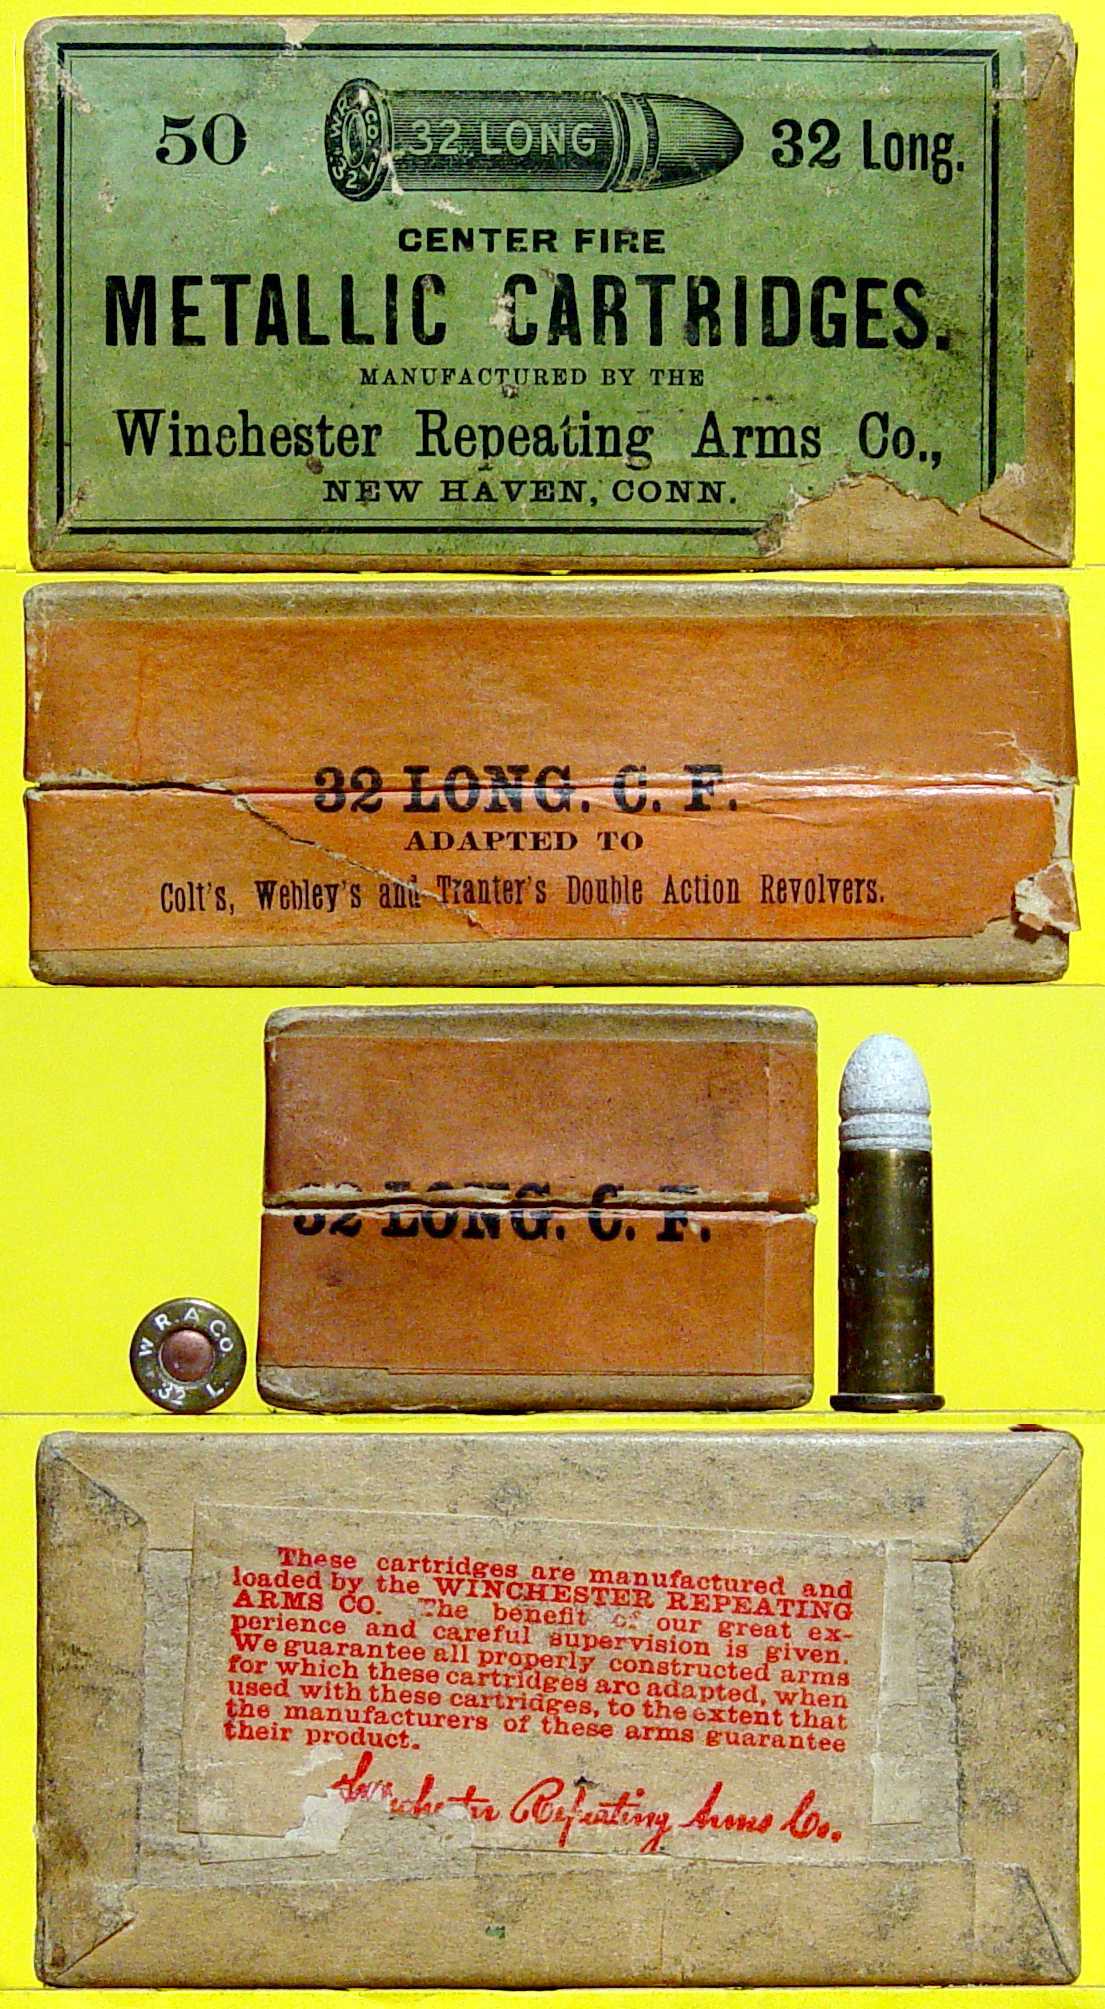 50
W.R.A. CO. N.Y.
32 LONG
32 Long.
CENTER FIRE
METALLIC CARTRIDGES.
MANUFACTURED BY THE
Winchester Repeating Arms Co.,
NEW HAVEN, CONN.
32 LONG. C. F.
ADAPTED TO
Colt's, Webley's and Tranter's Double Action Revolvers.
32 LONG. C. F.
W. R. A. CO.
.32 L.
These cartridges are manufactured and
loaded by the WINCHESTER REPEATING
ARMS CO. The benefit of our great ex-
perience and careful supervision is given.
We guarantee all properly constructed arms
for which these cartridges are adapted, when
used with these cartridges, to the extent that
the manufacturers of these arms guarantee
their product.
Winchester Repeating Arms Co.